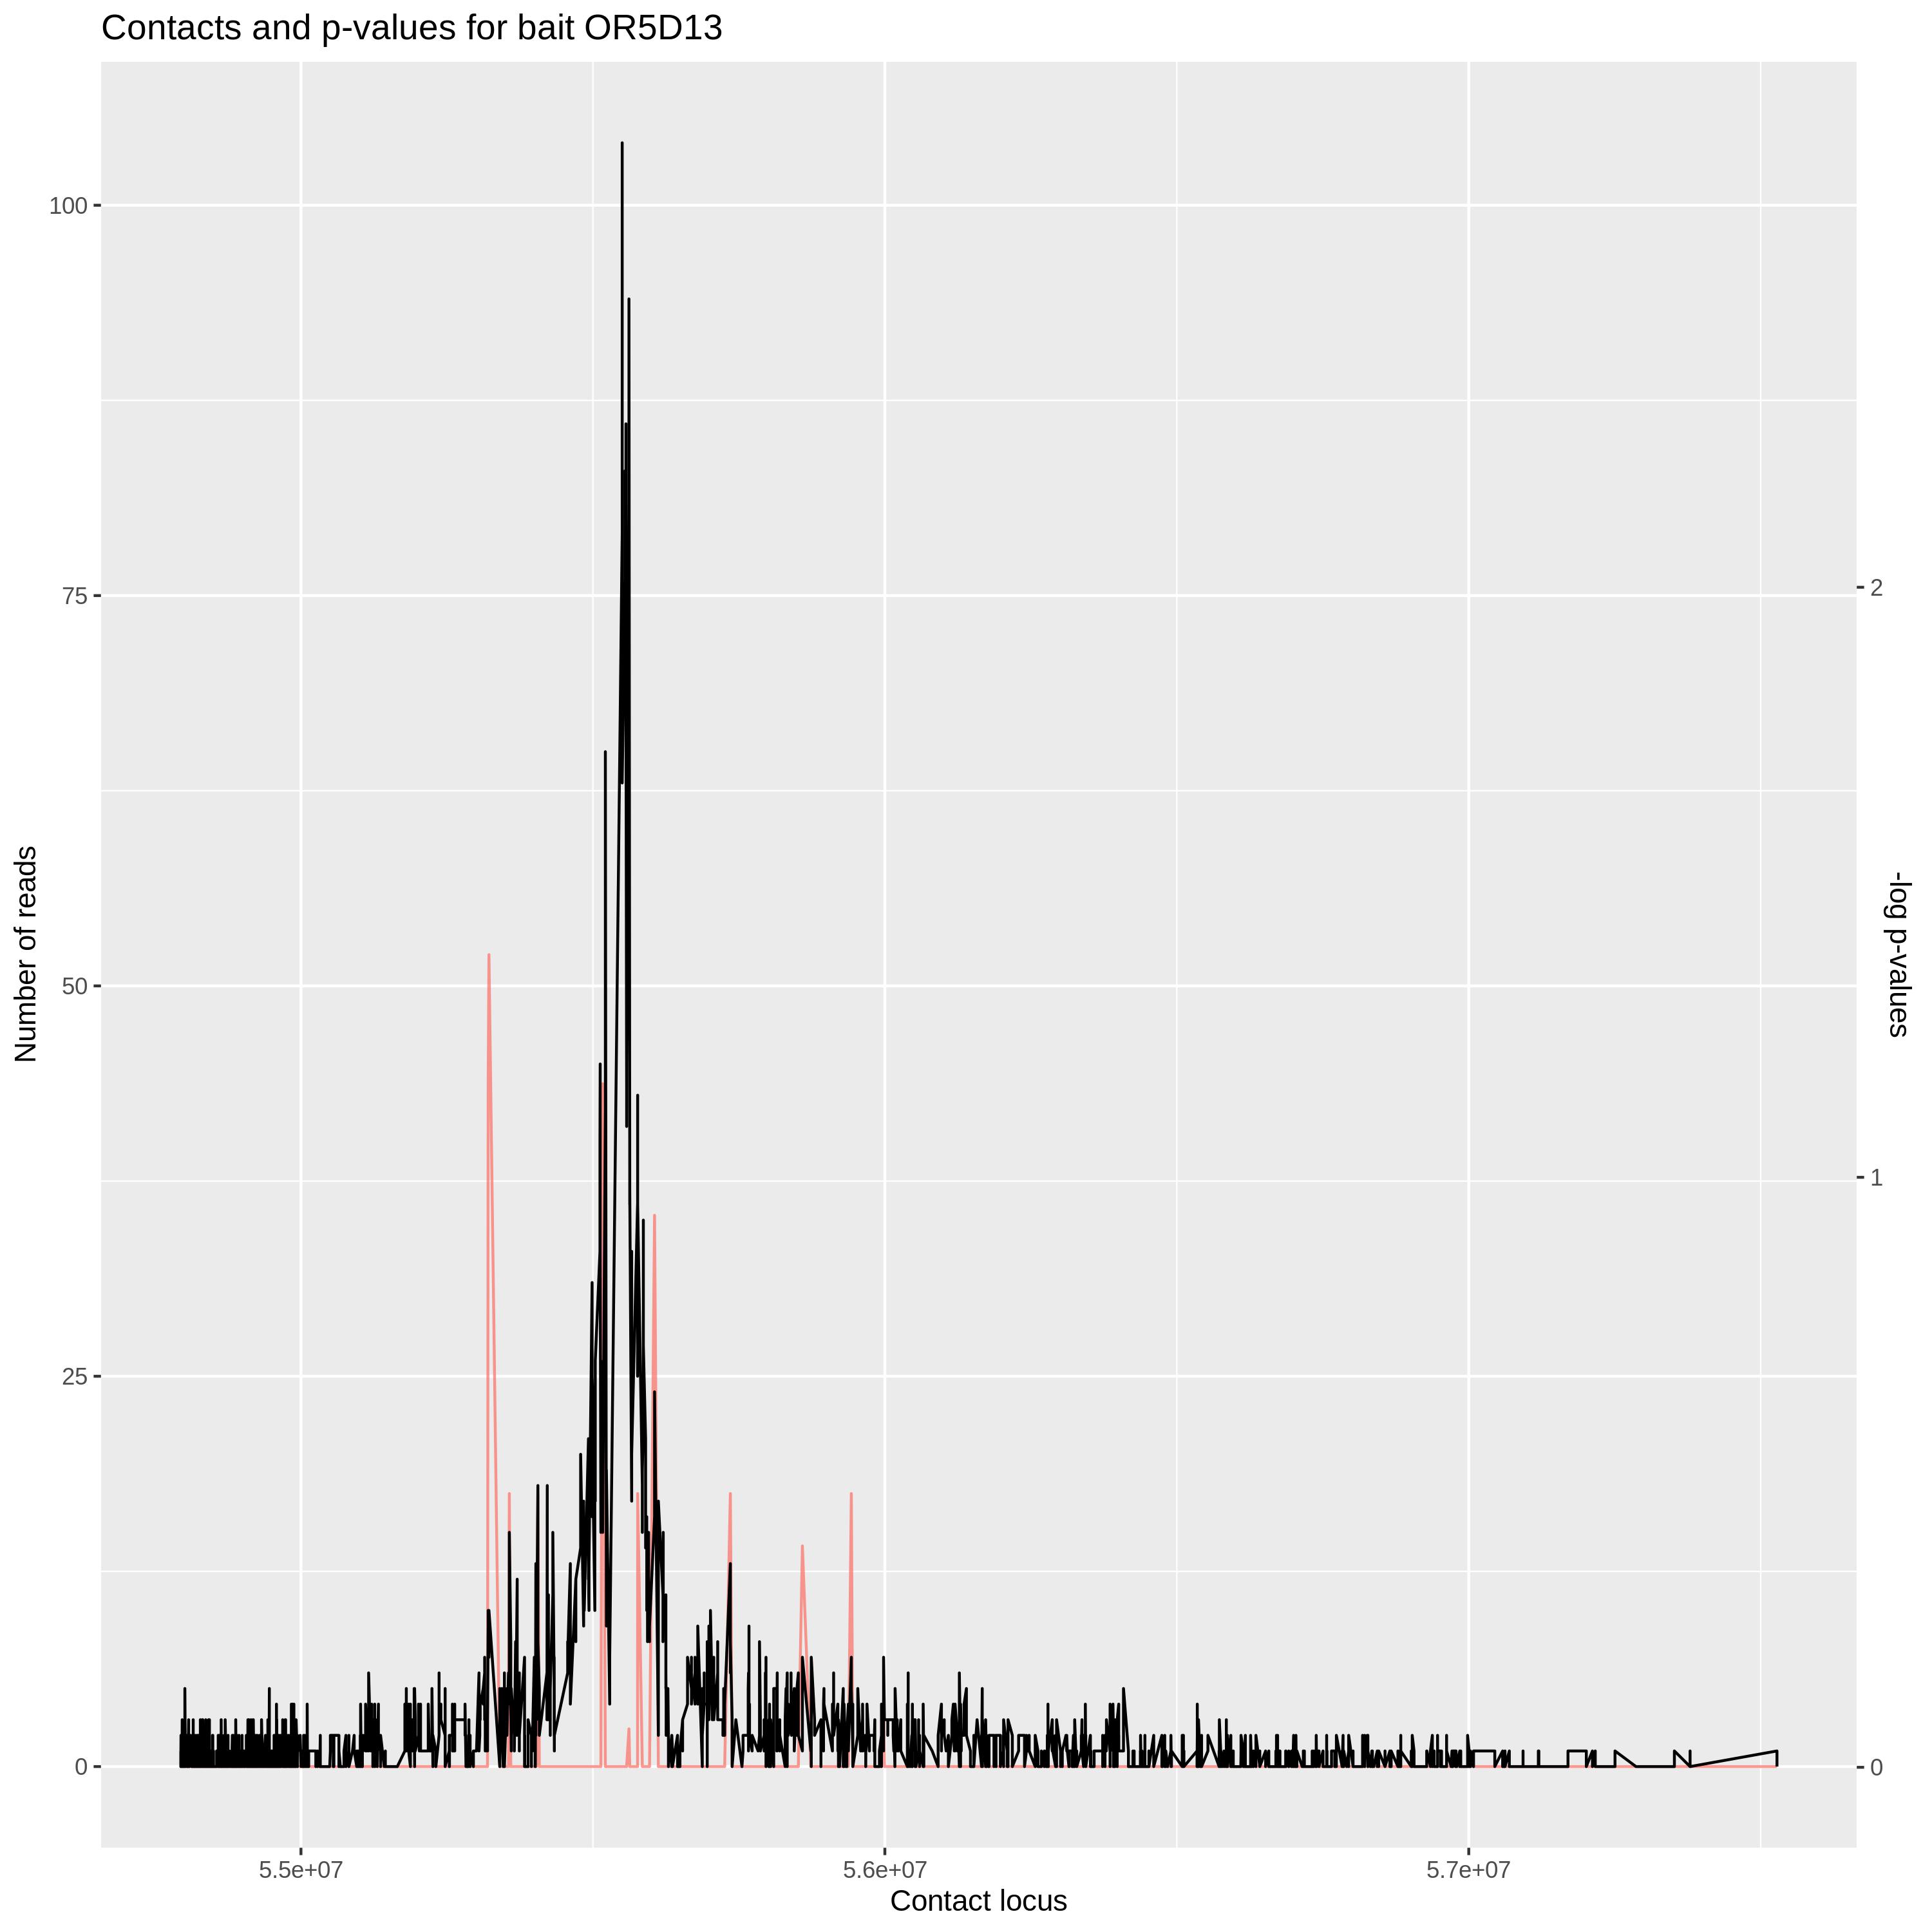 Contacts and p-values for bait OR5D13
100
75
50
25
0
Number of reads
2
1
0
-log p-values
5.5e+07
5.6e+07
5.7e+07
Contact locus